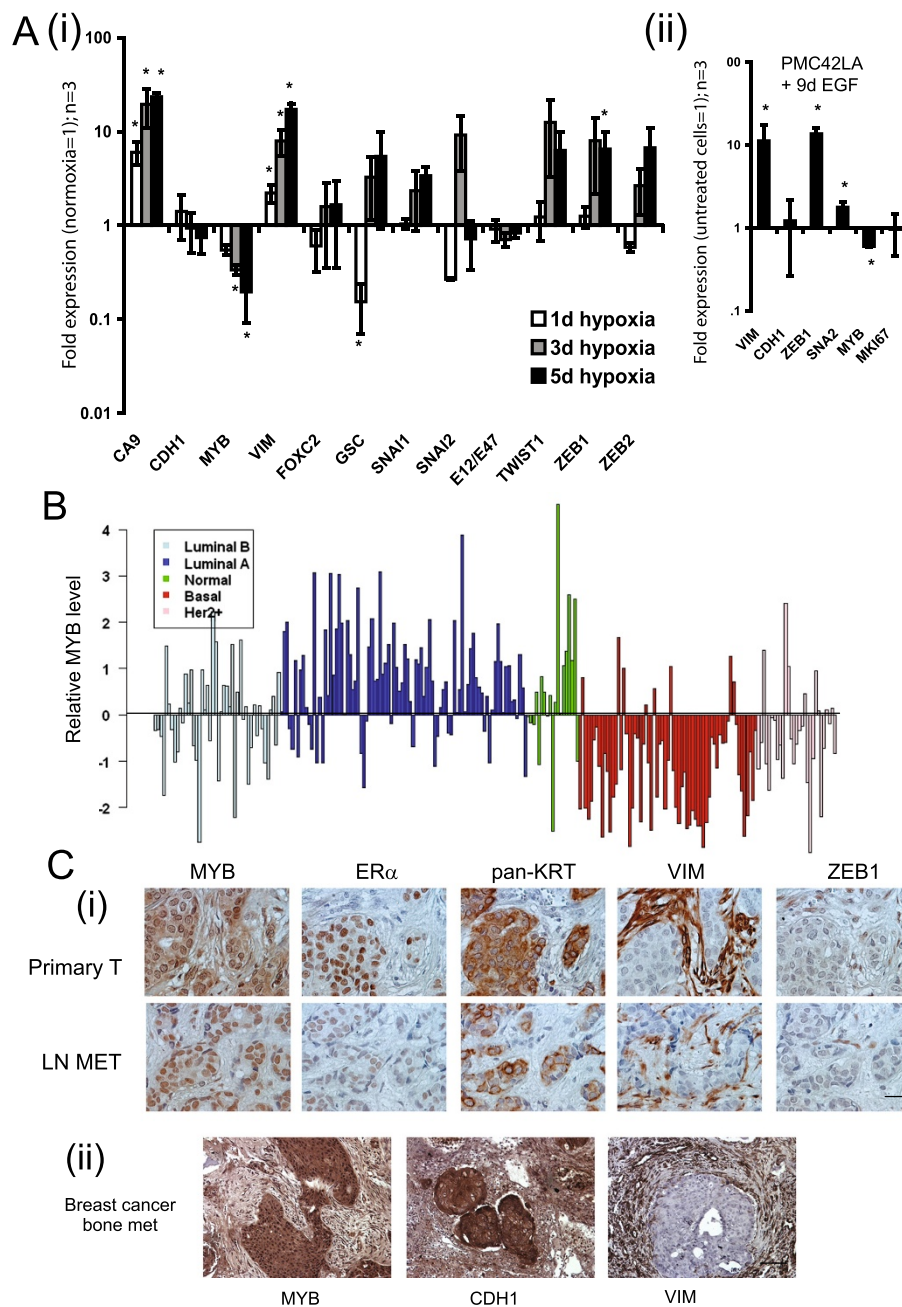 A (i)
Fold expression (normoxia=1); n=3
100
10
1
0.1
0.01
* * * * * * * * * *
1d hypoxia
3d hypoxia
5d hypoxia
CA9 CDH1 MYB VIM FOXC2 GSC SNAI1 SNAI2 E12/E47 TWIST1 ZEB1 ZEB2
(ii)
PMC42LA
+ 9d EGF
Fold expression (untreated cells=1); n=3
00
10
1
.1
* * * *
VIM CDH1 ZEB1 SNA2 MYB MKI67
B
Relative MYB level
4
3
2
1
0
-1
-2
Luminal B
Luminal A
Normal
Basal
Her2+
C
MYB ERα pan-KRT VIM ZEB1
(i)
Primary T
LN MET
(ii)
Breast cancer
bone met
MYB CDH1 VIM